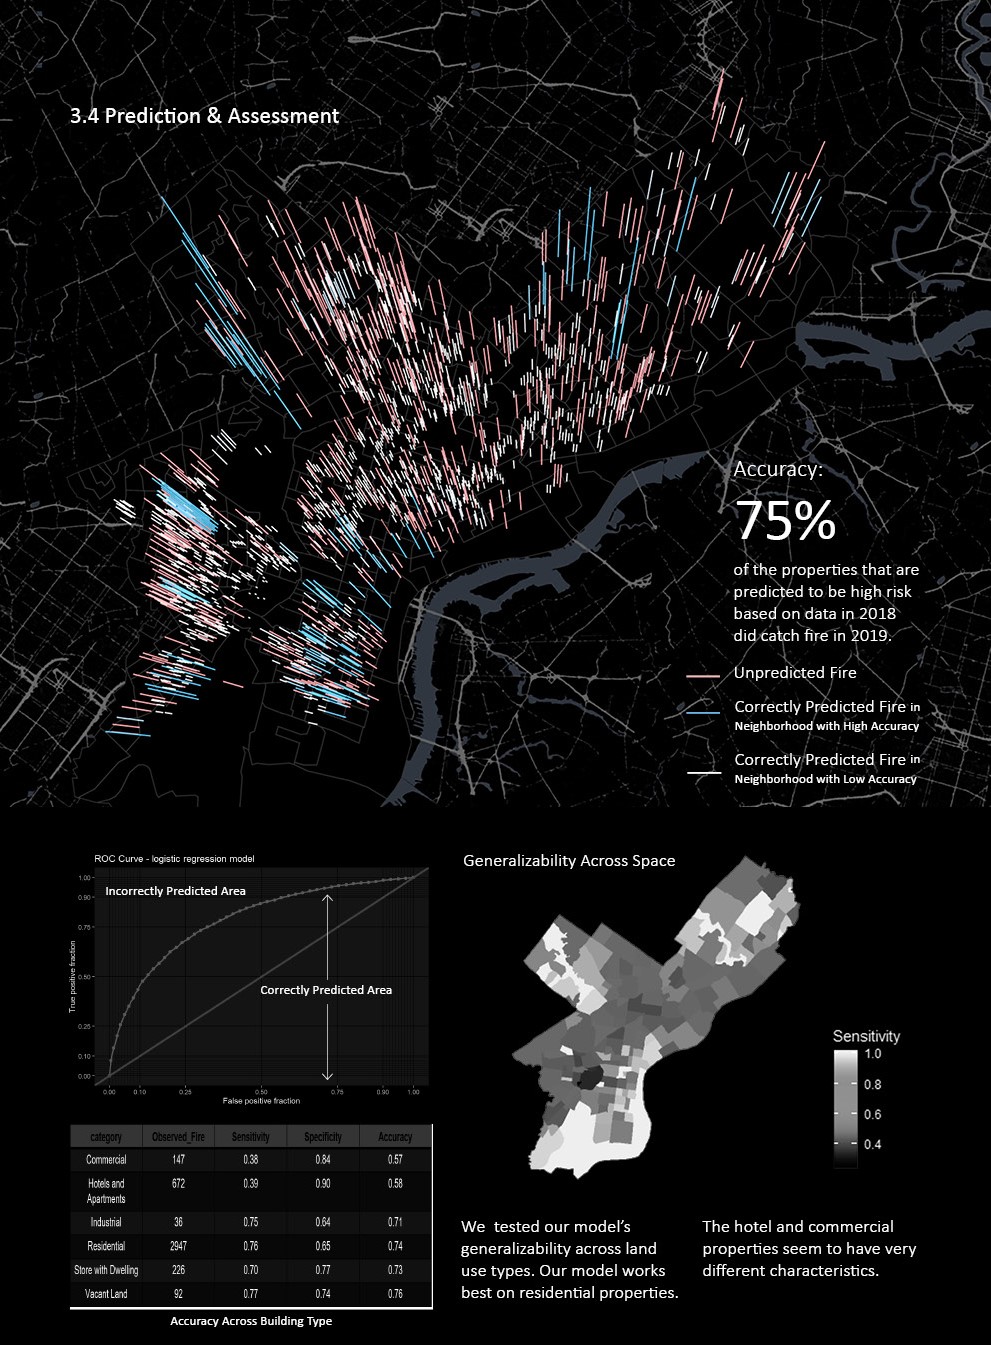 3.4 Prediction & Assessment
Accuracy:
75%
of the properties that are
predicted to be high risk
based on data in 2018
did catch fire in 2019.
Unpredicted Fire
Correctly Predicted Fire in
Neighborhood with High Accuracy
Correctly Predicted Fire in
Neighborhood with Low Accuracy
ROC Curve - logistic regression model
Incorrectly Predicted Area
Correctly Predicted Area
True positive fraction
1.00
0.90
0.75
0.50
0.25
0.10
0.00
0.00 0.10 0.25 0.50 0.75 0.90 1.00
False positive fraction
Generalizability Across Space
Sensitivity
1.0
0.8
0.6
0.4
category Observed_Fire Sensitivity Specificity Accuracy
Commercial 147 0.38 0.84 0.57
Hotels and
Apartments 672 0.39 0.90 0.58
Industrial 36 0.75 0.64 0.71
Residential 2947 0.76 0.65 0.74
Store with Dwelling 226 0.70 0.77 0.73
Vacant Land 92 0.77 0.74 0.76
Accuracy Across Building Type
We tested our model's
generalizability across land
use types. Our model works
best on residential properties.
The hotel and commercial
properties seem to have very
different characteristics.